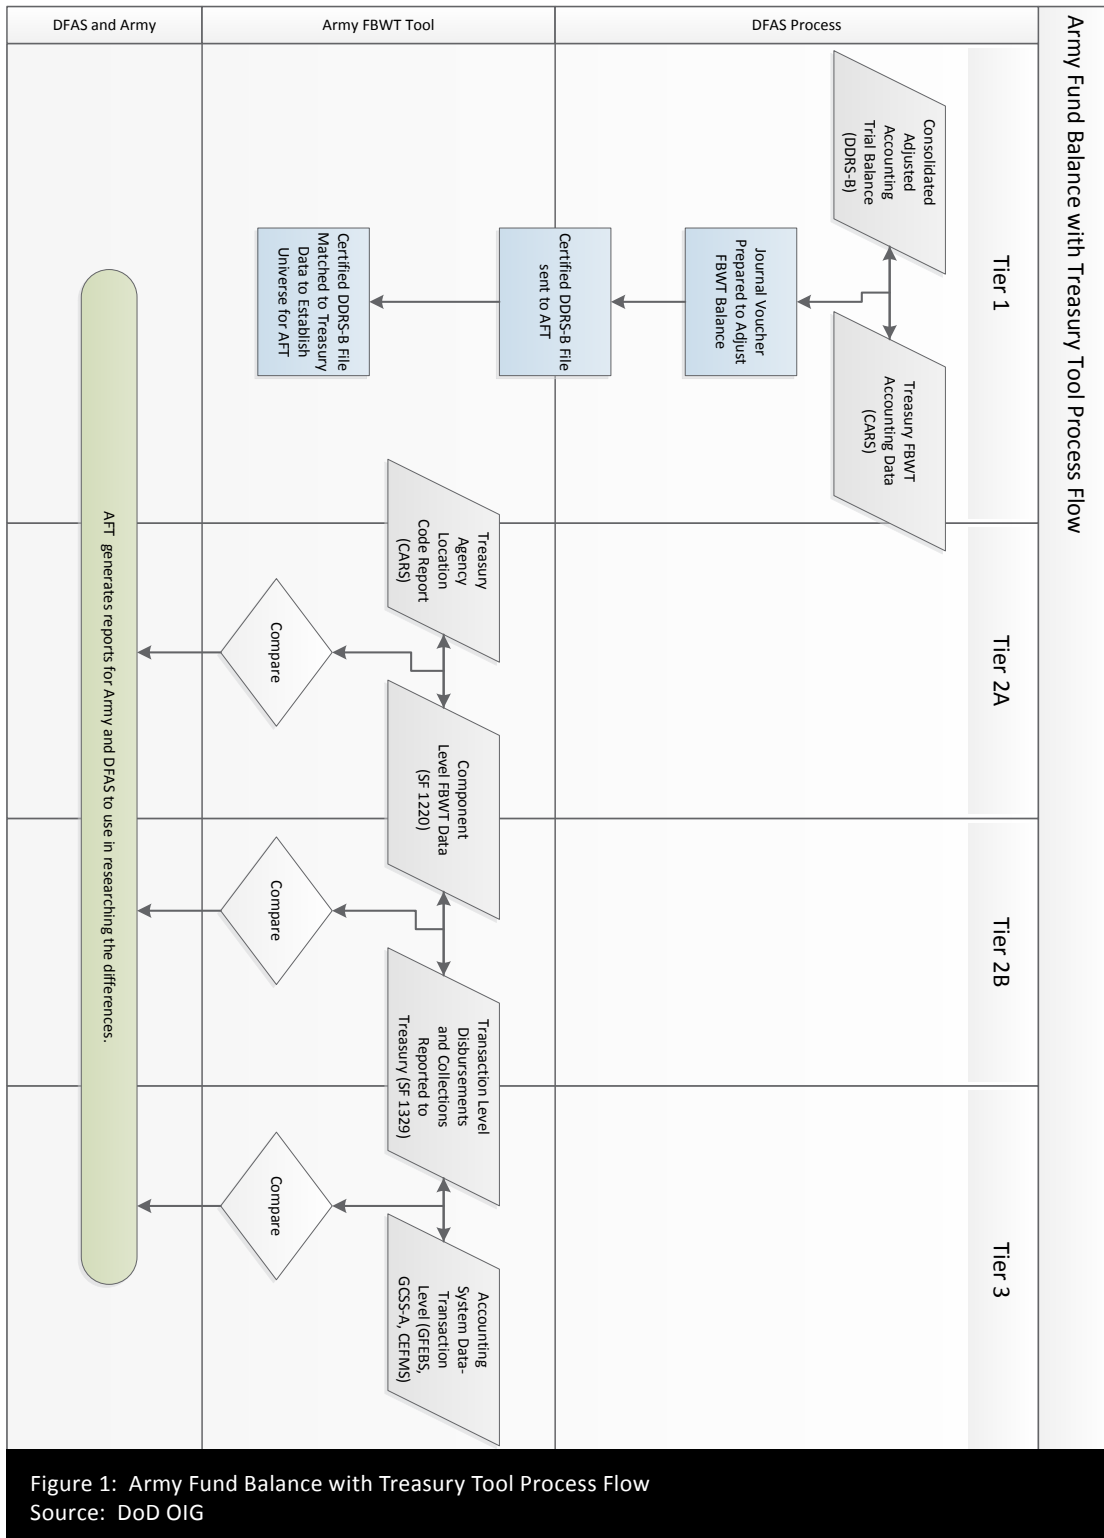 Army Fund Balance with Treasury Tool Process Flow
Tier 1
Tier 2A
Tier 2B
Tier 3
DFAS Process
Consolidated
Adjusted
Accounting
Trial Balance
(DDRS-B)
Treasury FBWT
Accounting Data
(CARS)
Journal Voucher
Prepared to Adjust
FBWT Balance
Certified DDRS-B File
sent to AFT
Army FBWT Tool
Certified DDRS-B File
Matched to Treasury
Data to Establish
Universe for AFT
Treasury
Agency
Location
Code Report
(CARS)
Component
Level FBWT Data
(SF 1220)
Transaction Level
Disbursements
and Collections
Reported to
Treasury (SF 1329)
Accounting
System Data-
Transaction
Level (GFEBS,
GCSS-A, CEFMS)
Compare
Compare
Compare
DFAS and Army
AFT generates reports for Army and DFAS to use in researching the differences.
Figure 1: Army Fund Balance with Treasury Tool Process Flow
Source: DoD OIG